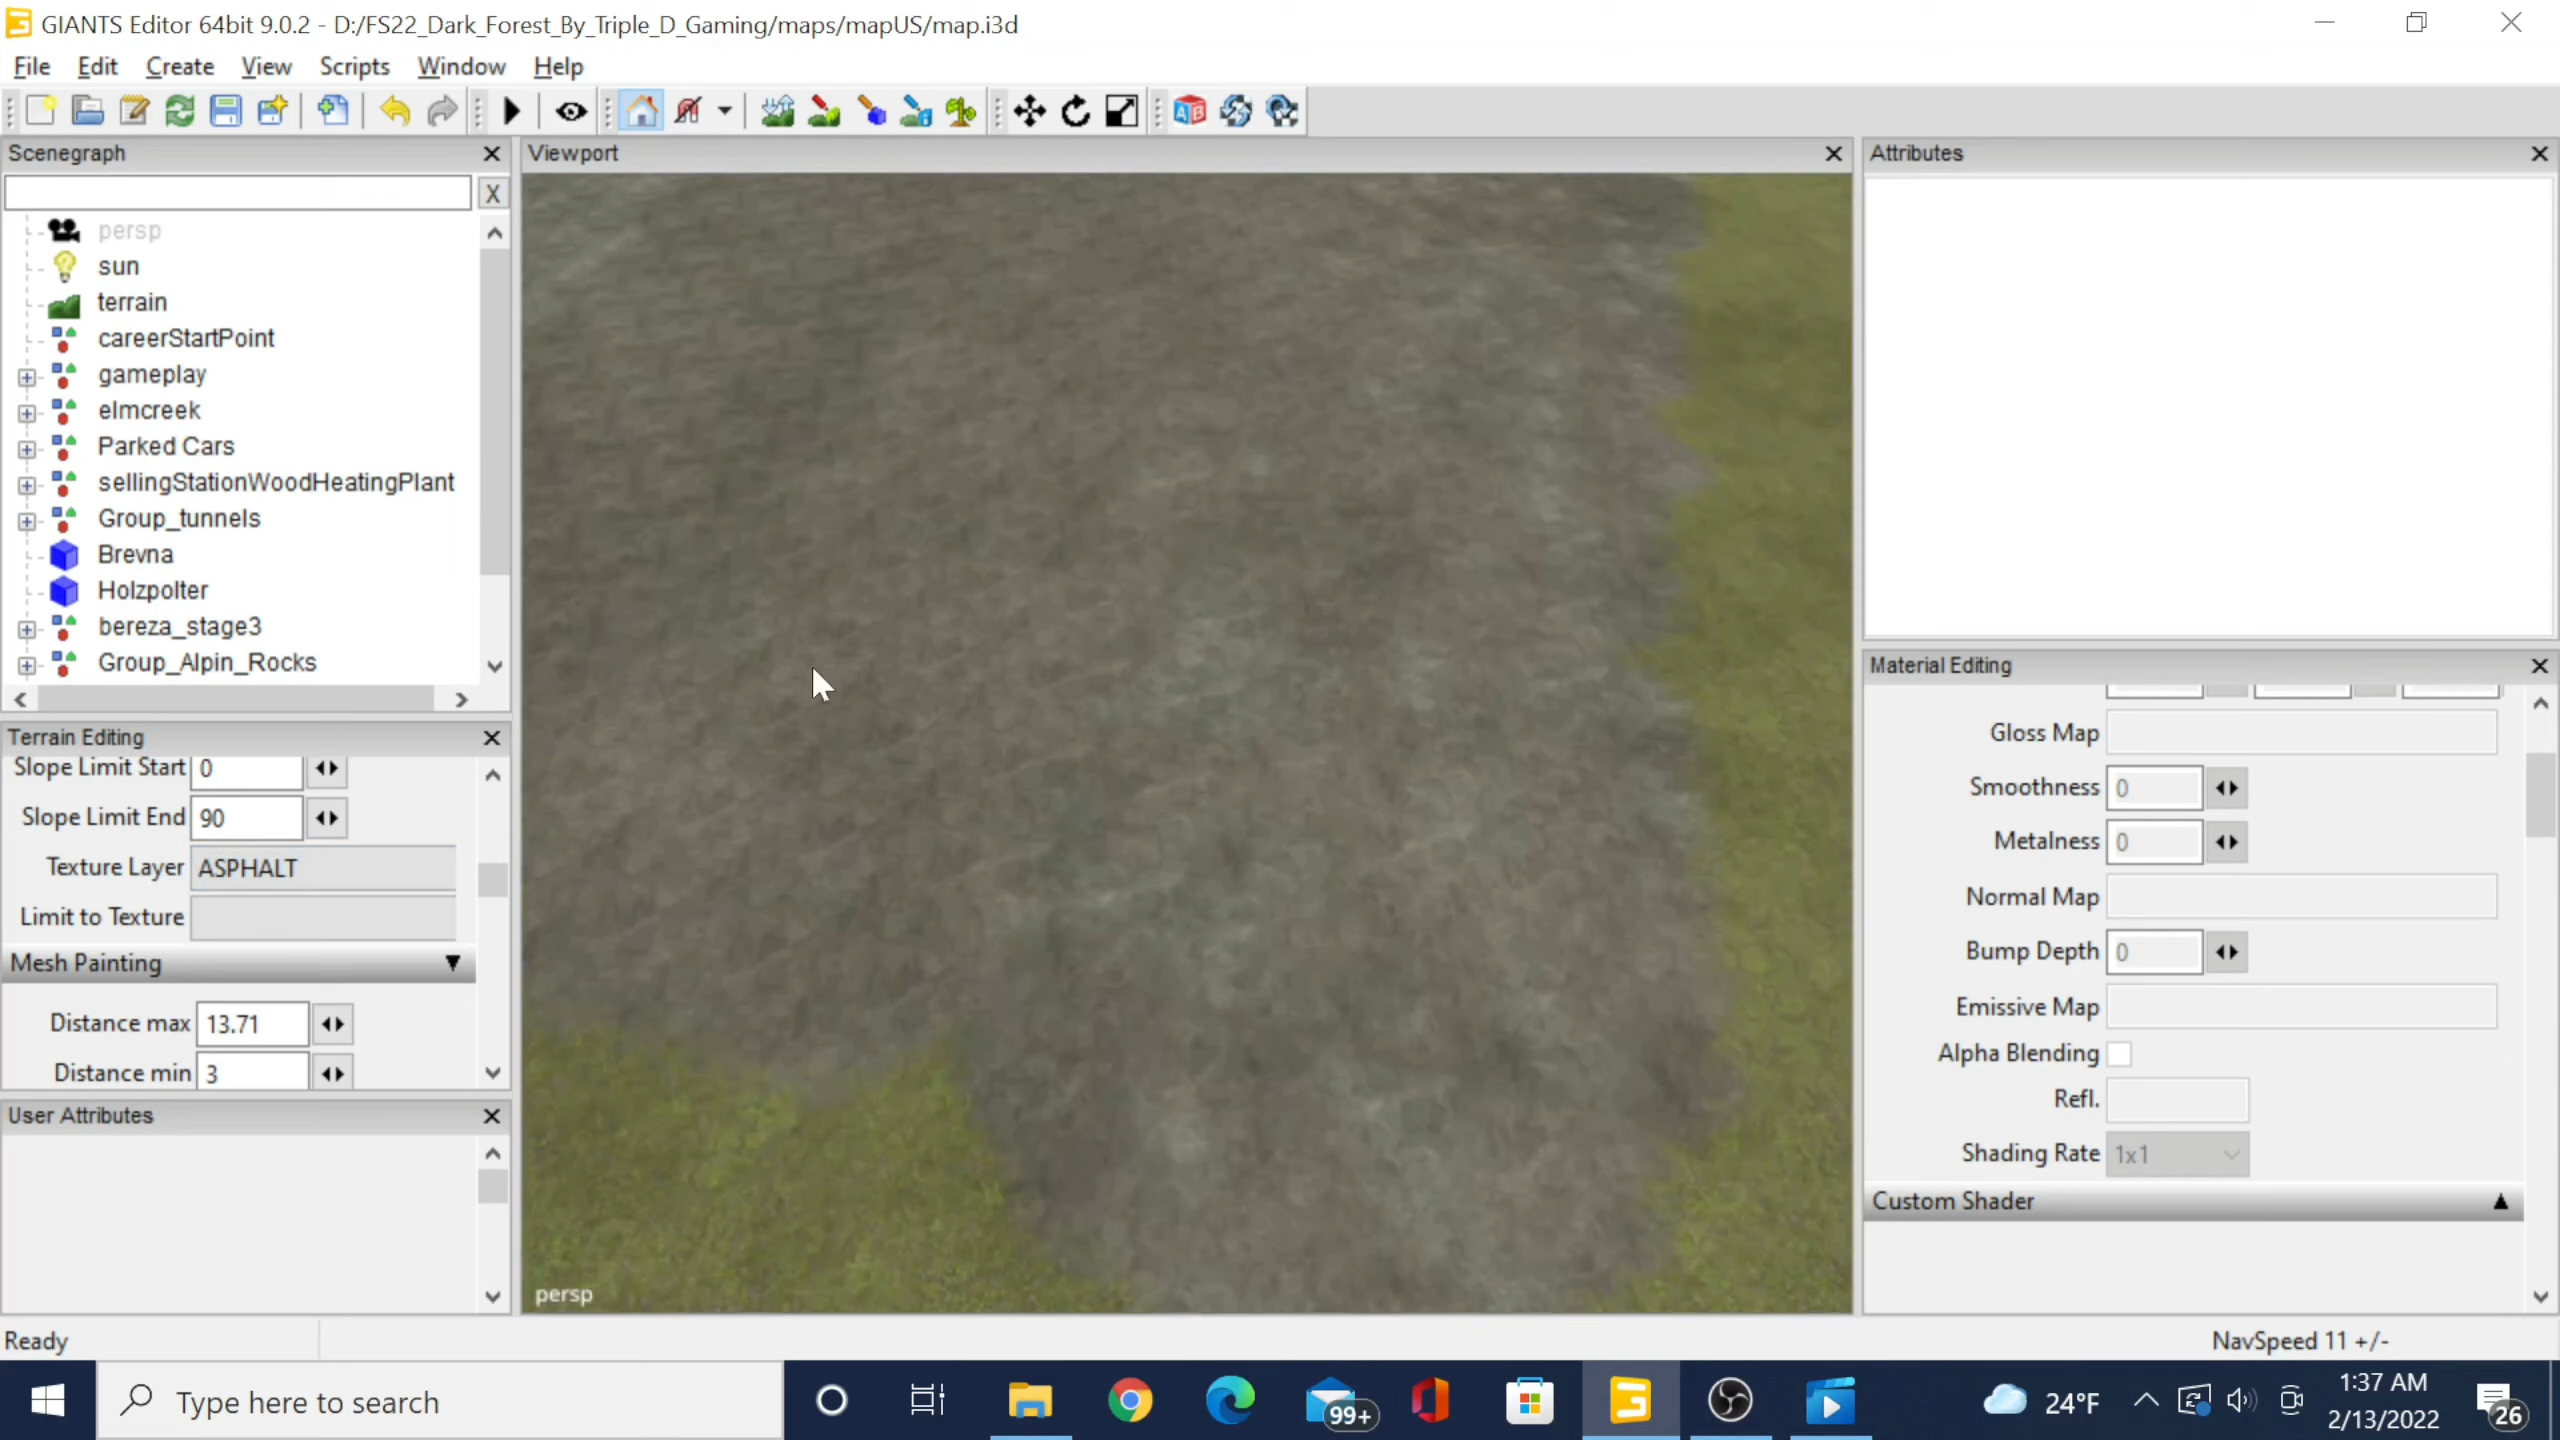 GIANTS Editor 64bit 9.0.2 - D:/FS22_Dark_Forest_By_Triple_D_Gaming/maps/mapUS/map.i3d
File Edit Create View Scripts Window Help
Scenegraph
X
persp
sun
terrain
careerStartPoint
gameplay
elmcreek
Parked Cars
sellingStationWoodHeatingPlant
Group_tunnels
Brevna
Holzpolter
bereza_stage3
Group_Alpin_Rocks
Terrain Editing
Slope Limit Start 0
Slope Limit End 90
Texture Layer ASPHALT
Limit to Texture
Mesh Painting
Distance max 13.71
Distance min 3
User Attributes
Viewport
persp
Attributes
Material Editing
Gloss Map
Smoothness 0
Metalness 0
Normal Map
Bump Depth 0
Emissive Map
Alpha Blending
Refl.
Shading Rate 1x1
Custom Shader
Ready
NavSpeed 11 +/-
Type here to search
99+
24°F
1:37 AM
2/13/2022
26